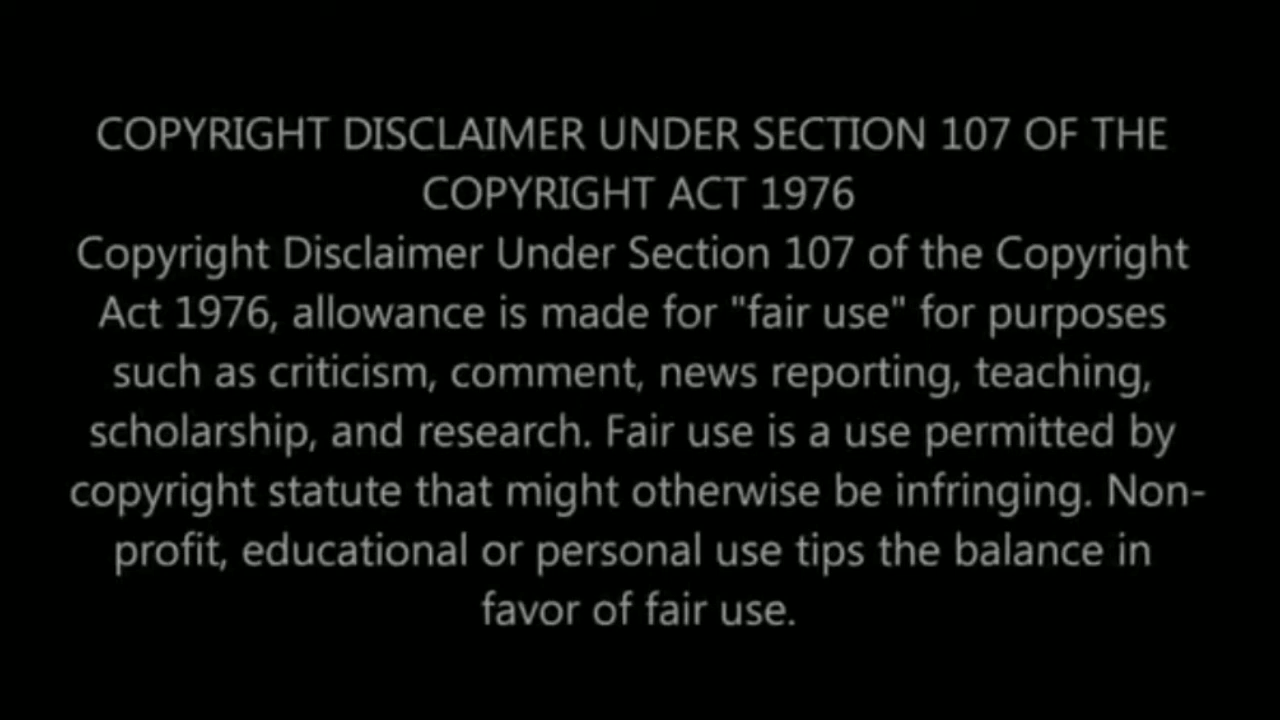 COPYRIGHT DISCLAIMER UNDER SECTION 107 OF THE
COPYRIGHT ACT 1976
Copyright Disclaimer Under Section 107 of the Copyright
Act 1976, allowance is made for "fair use" for purposes
such as criticism, comment, news reporting, teaching,
scholarship, and research. Fair use is a use permitted by
copyright statute that might otherwise be infringing. Non-
profit, educational or personal use tips the balance in
favor of fair use.